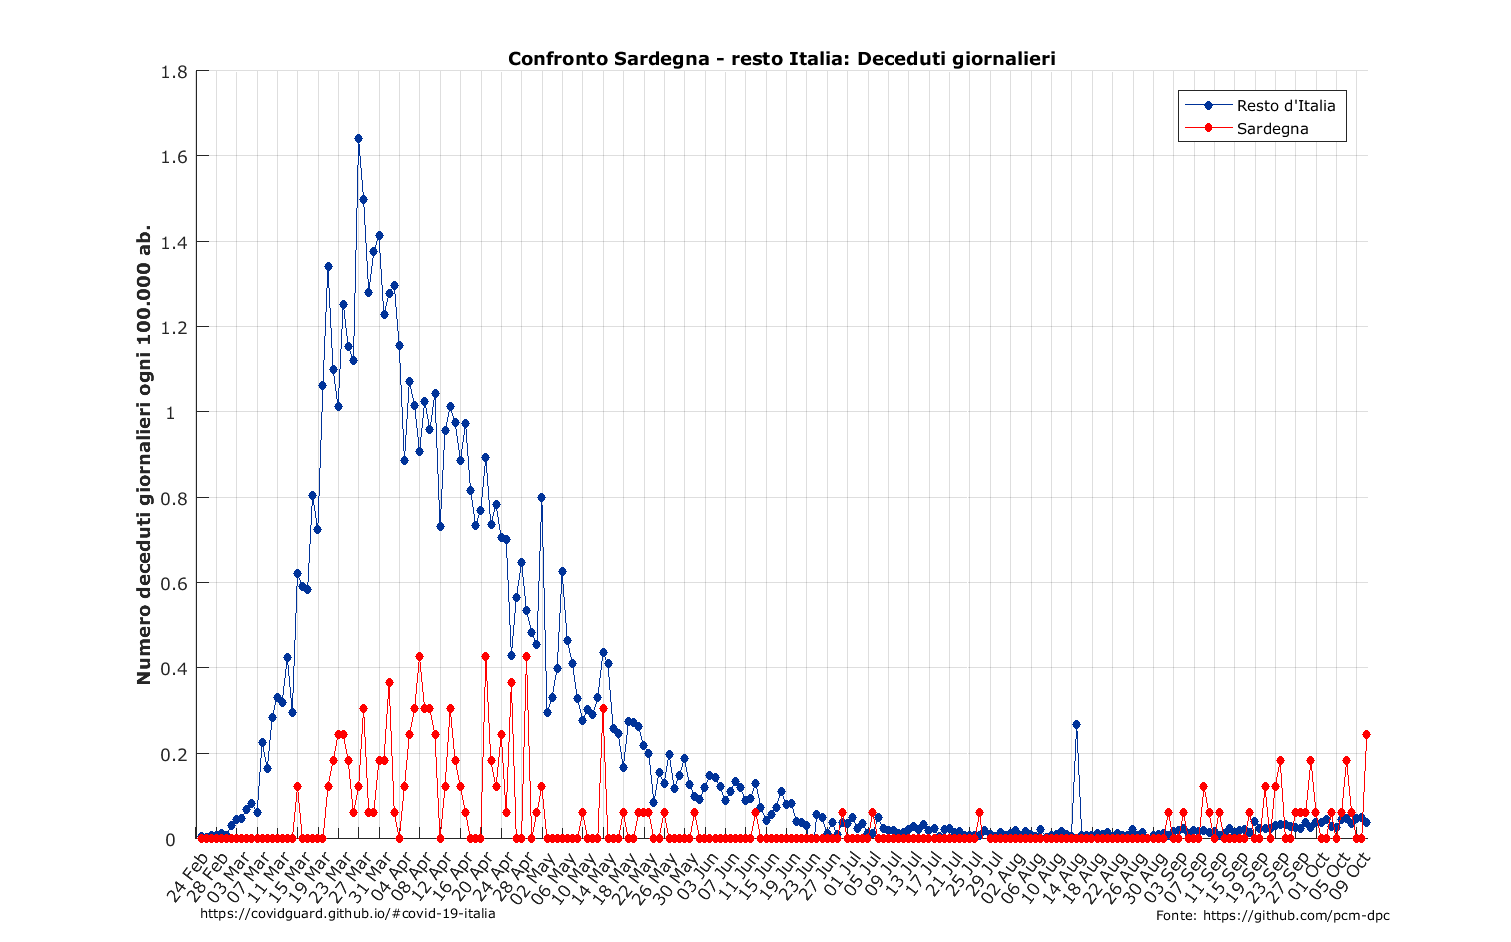 Confronto Sardegna - resto Italia: Deceduti giornalieri
Numero deceduti giornalieri ogni 100.000 ab.
1.8
1.6
1.4
1.2
1
0.8
0.6
0.4
0.2
0
Resto d'Italia
Sardegna
24 Feb
28 Feb
03 Mar
07 Mar
11 Mar
15 Mar
19 Mar
23 Mar
27 Mar
31 Mar
04 Apr
08 Apr
12 Apr
16 Apr
20 Apr
24 Apr
28 Apr
02 May
06 May
10 May
14 May
18 May
22 May
26 May
30 May
03 Jun
07 Jun
11 Jun
15 Jun
19 Jun
23 Jun
27 Jun
01 Jul
05 Jul
09 Jul
13 Jul
17 Jul
21 Jul
25 Jul
29 Jul
02 Aug
06 Aug
10 Aug
14 Aug
18 Aug
22 Aug
26 Aug
30 Aug
03 Sep
07 Sep
11 Sep
15 Sep
19 Sep
23 Sep
27 Sep
01 Oct
05 Oct
09 Oct
https://covidguard.github.io/#covid-19-italia
Fonte: https://github.com/pcm-dpc